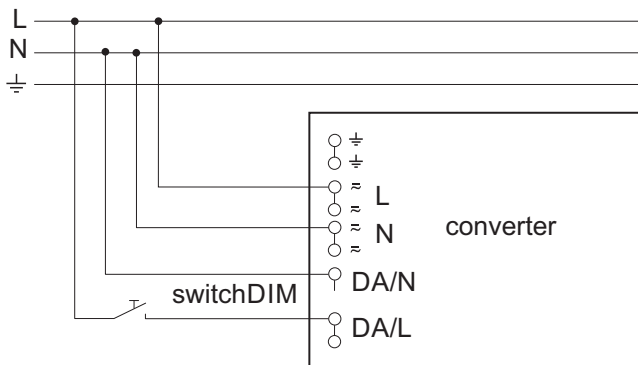 L
N
L
N
converter
DA/N
switchDIM
DA/L